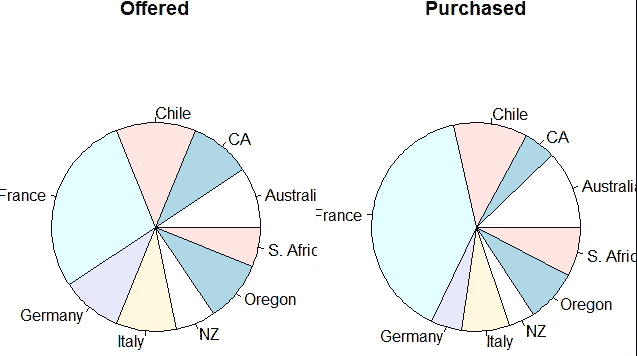 Offered
Chile
CA
Australi
S. Afric
Oregon
NZ
Italy
Germany
France
Purchased
Chile
CA
Australia
S. Afric
Oregon
NZ
Italy
Germany
France